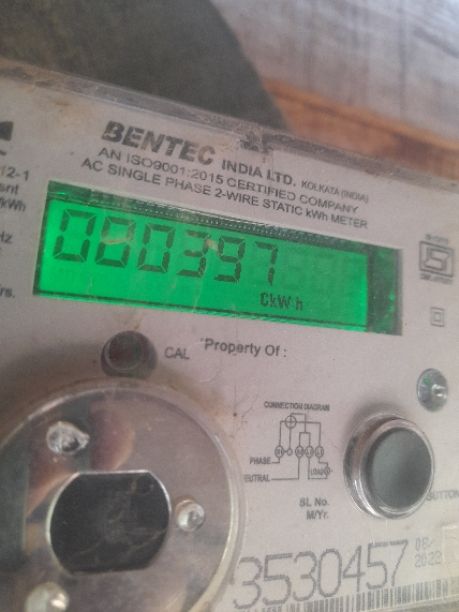 BENTEC INDIA LTD. KOLKATA (INDIA)
AN ISO9001:2015 CERTIFIED COMPANY
AC SINGLE PHASE 2-WIRE STATIC kWh METER
000397
CkWh
CAL
Property Of :
CONNECTION DIAGRAM
PHASE
NEUTRAL
LOAD
SL No.
M/Yr.
BUTTON
3530457